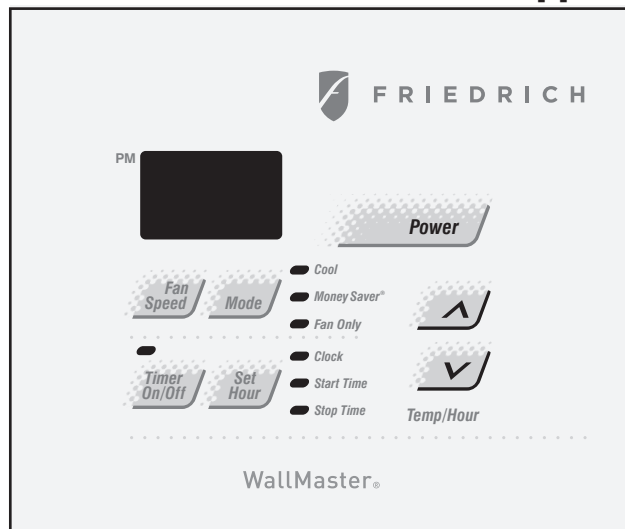 FRIEDRICH
PM
Power
Cool
Fan
Speed
Mode
Money Saver®
Fan Only
Clock
Timer
On/Off
Set
Hour
Start Time
Stop Time
Temp/Hour
WallMaster®